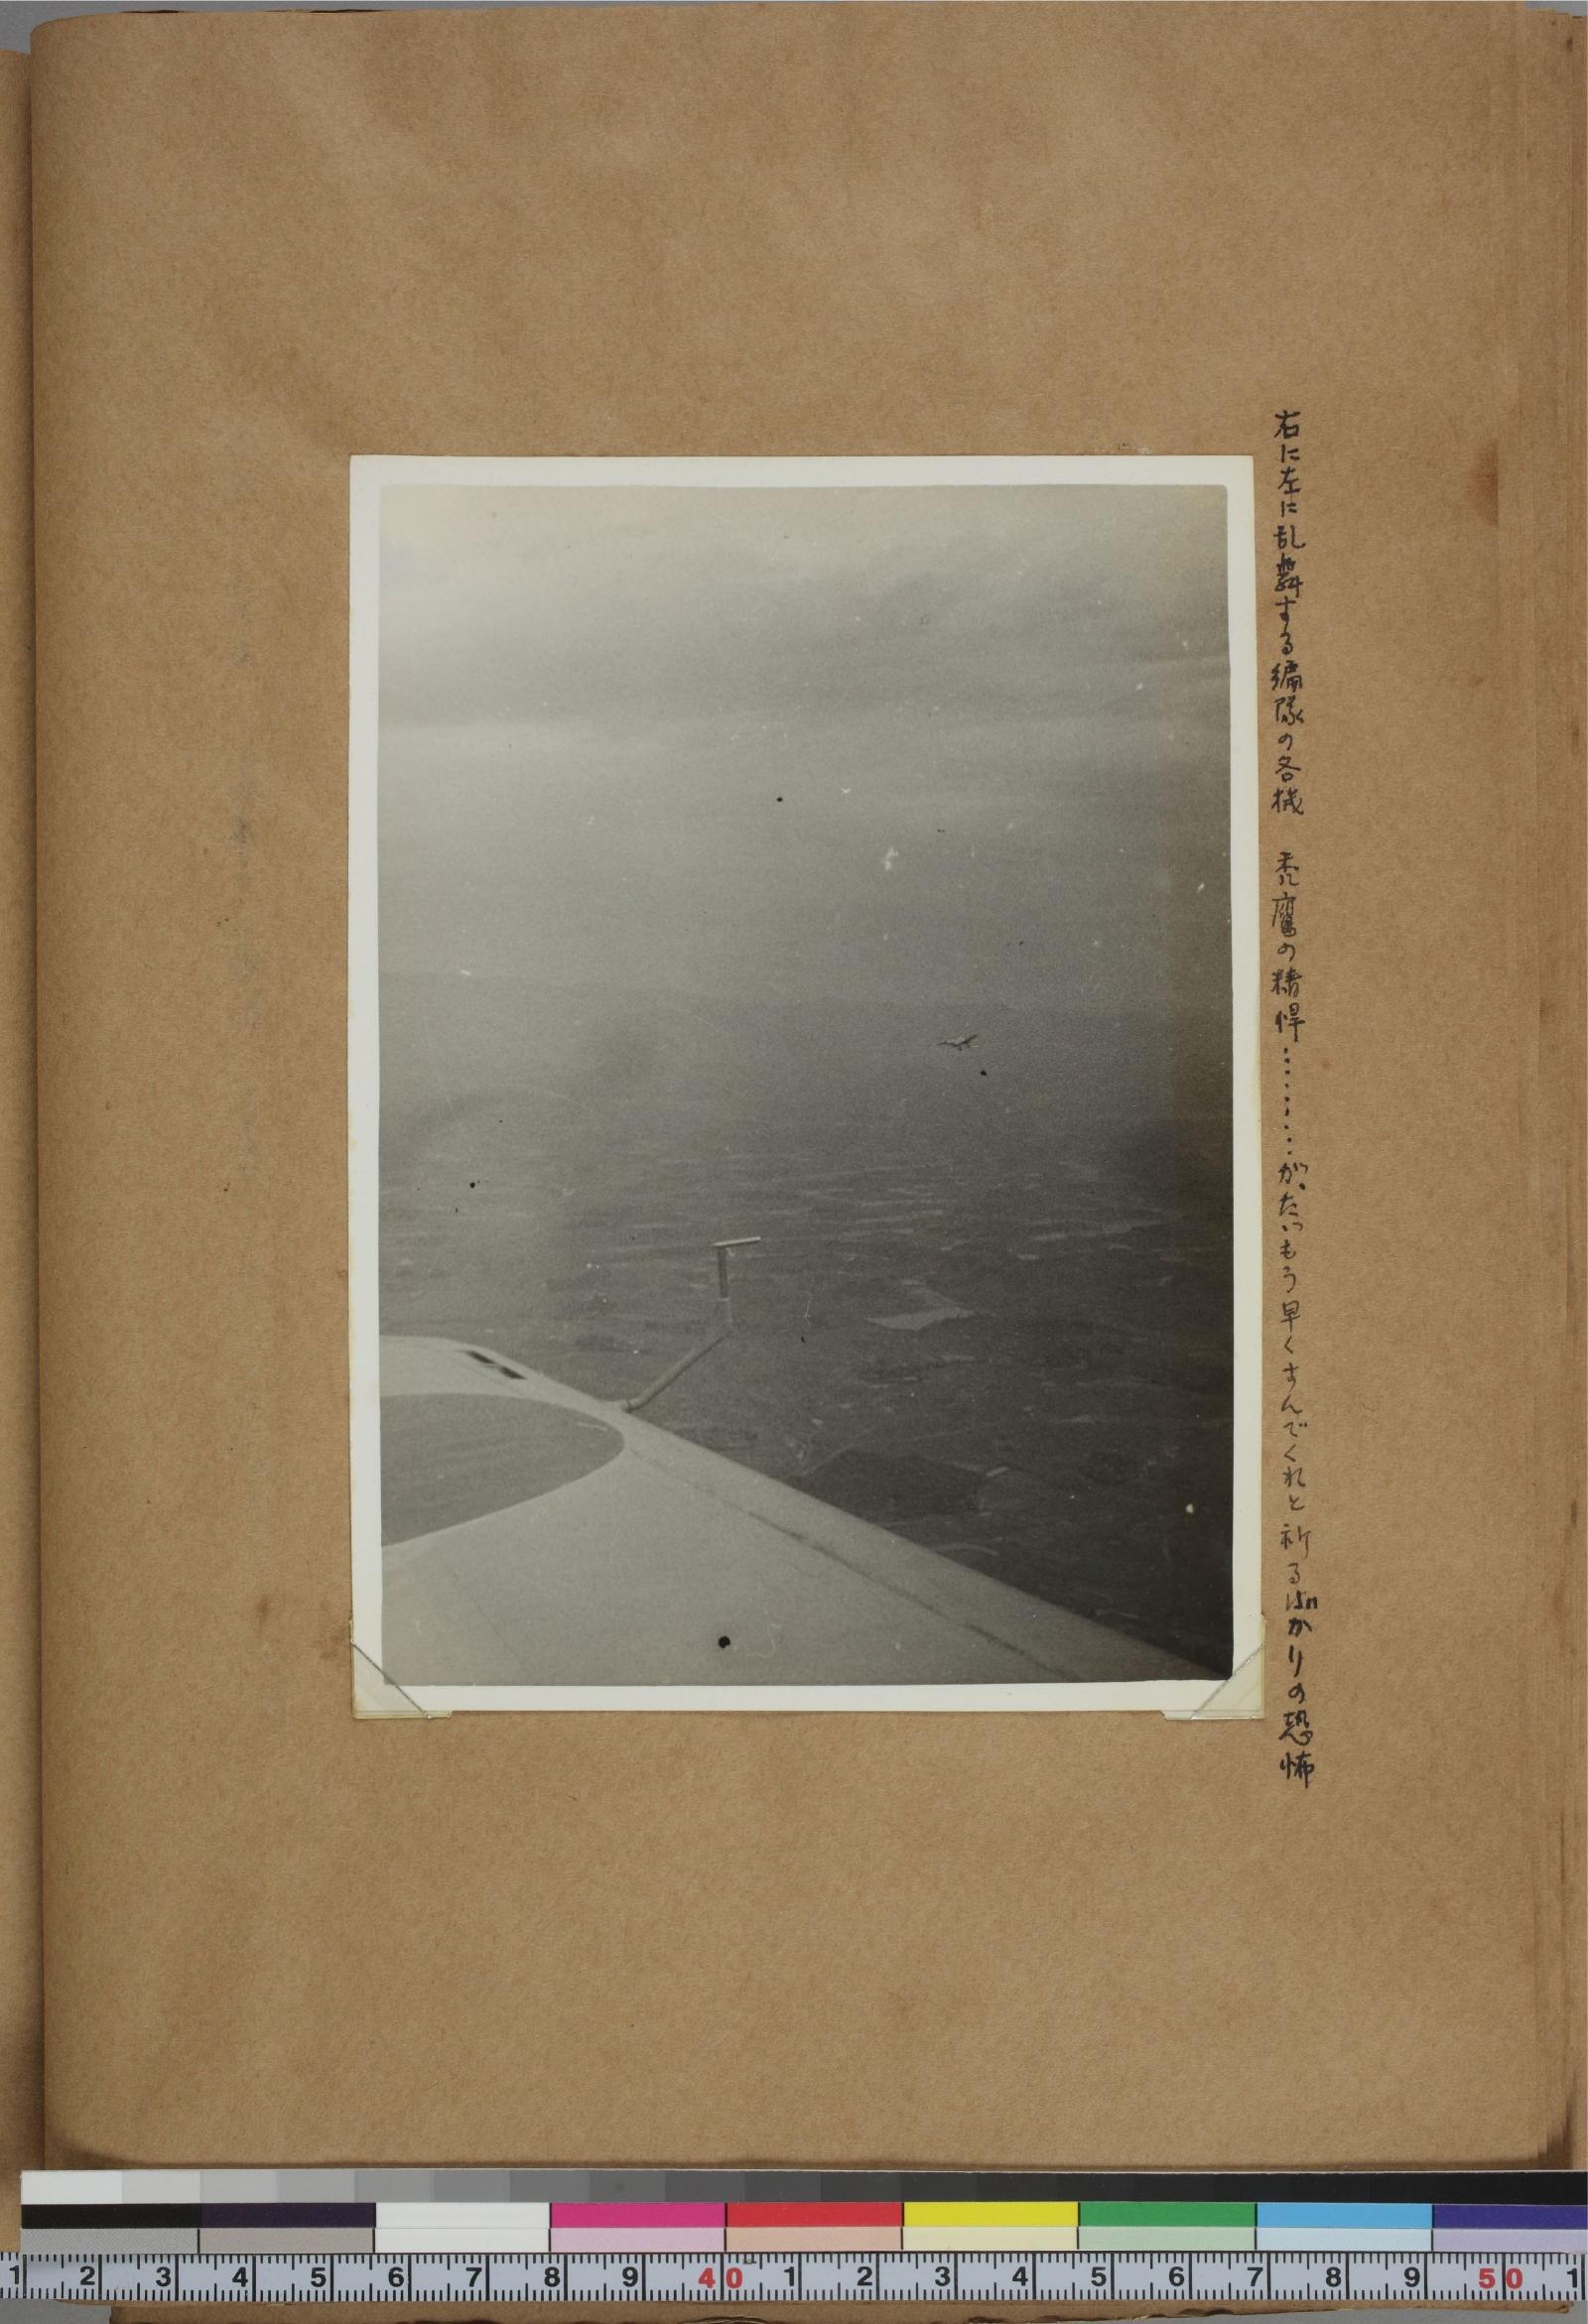 右に左に乱舞する編隊の各機　禿鷹の精悍………が、たゞもう早くすんでくれと祈るばかりの恐怖
1 2 3 4 5 6 7 8 9 40 1 2 3 4 5 6 7 8 9 50 1